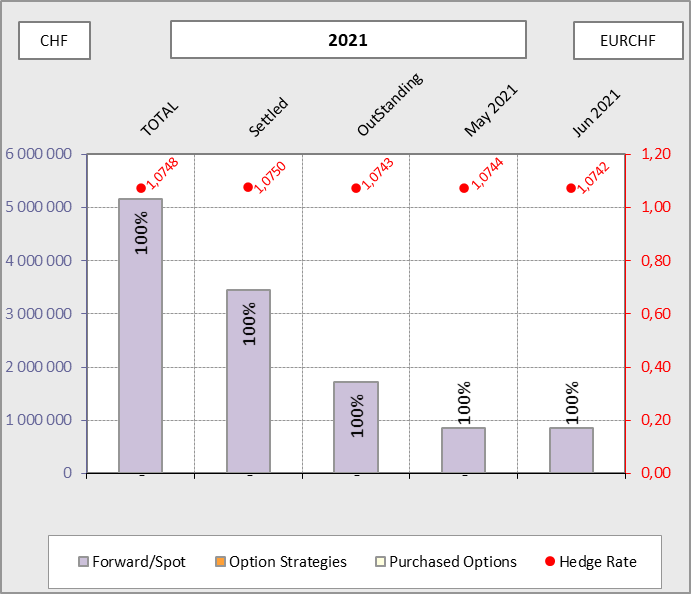 CHF
2021
EURCHF
TOTAL
Settled
OutStanding
May 2021
Jun 2021
6 000 000
5 000 000
4 000 000
3 000 000
2 000 000
1 000 000
0
1,0748
1,0750
1,0743
1,0744
1,0742
100%
100%
100%
100%
100%
-
-
-
-
-
1,20
1,00
0,80
0,60
0,40
0,20
0,00
Forward/Spot
Option Strategies
Purchased Options
Hedge Rate